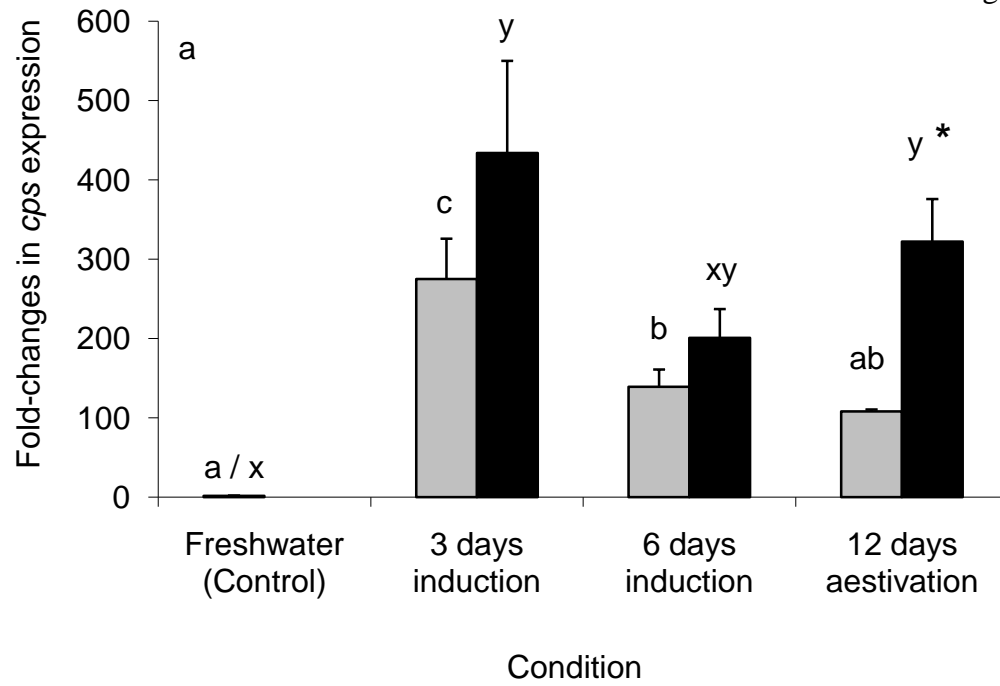 g
Fold-changes in cps expression
600
500
400
300
200
100
0
a
a / x
c
y
b
xy
ab
y *
Freshwater
(Control)
3 days
induction
6 days
induction
12 days
aestivation
Condition